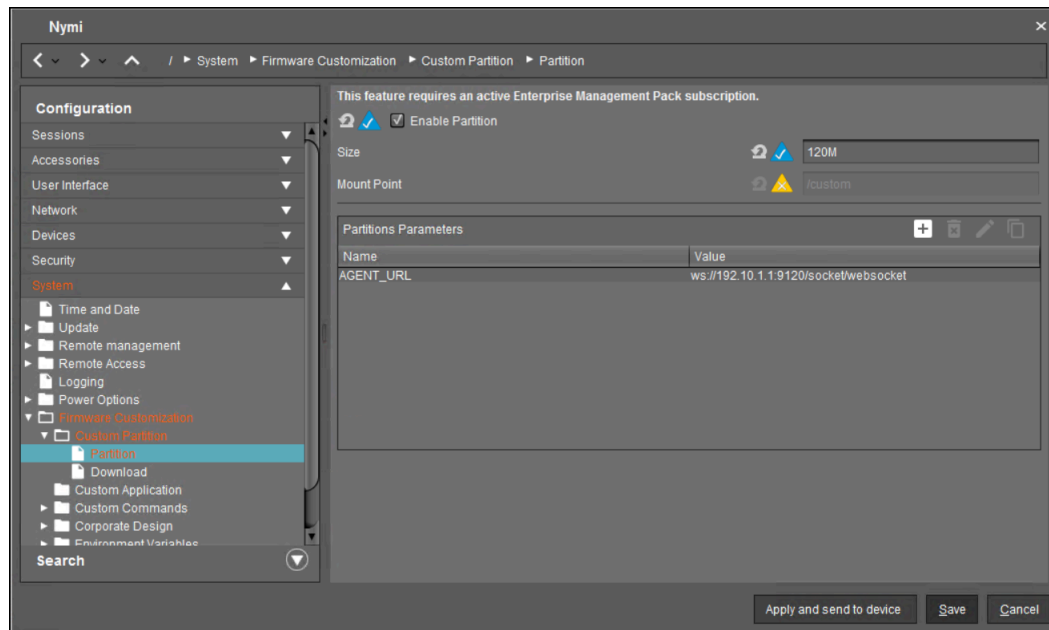 Nymi
/ System Firmware Customization Custom Partition Partition
Configuration
Sessions
Accessories
User Interface
Network
Devices
Security
System
Time and Date
Update
Remote management
Remote Access
Logging
Power Options
Firmware Customization
Custom Partition
Partition
Download
Custom Application
Custom Commands
Corporate Design
Environment Variables
Search
This feature requires an active Enterprise Management Pack subscription.
Enable Partition
Size 120M
Mount Point /custom
Partitions Parameters
Name Value
AGENT_URL ws://192.10.1.1:9120/socket/websocket
Apply and send to device Save Cancel